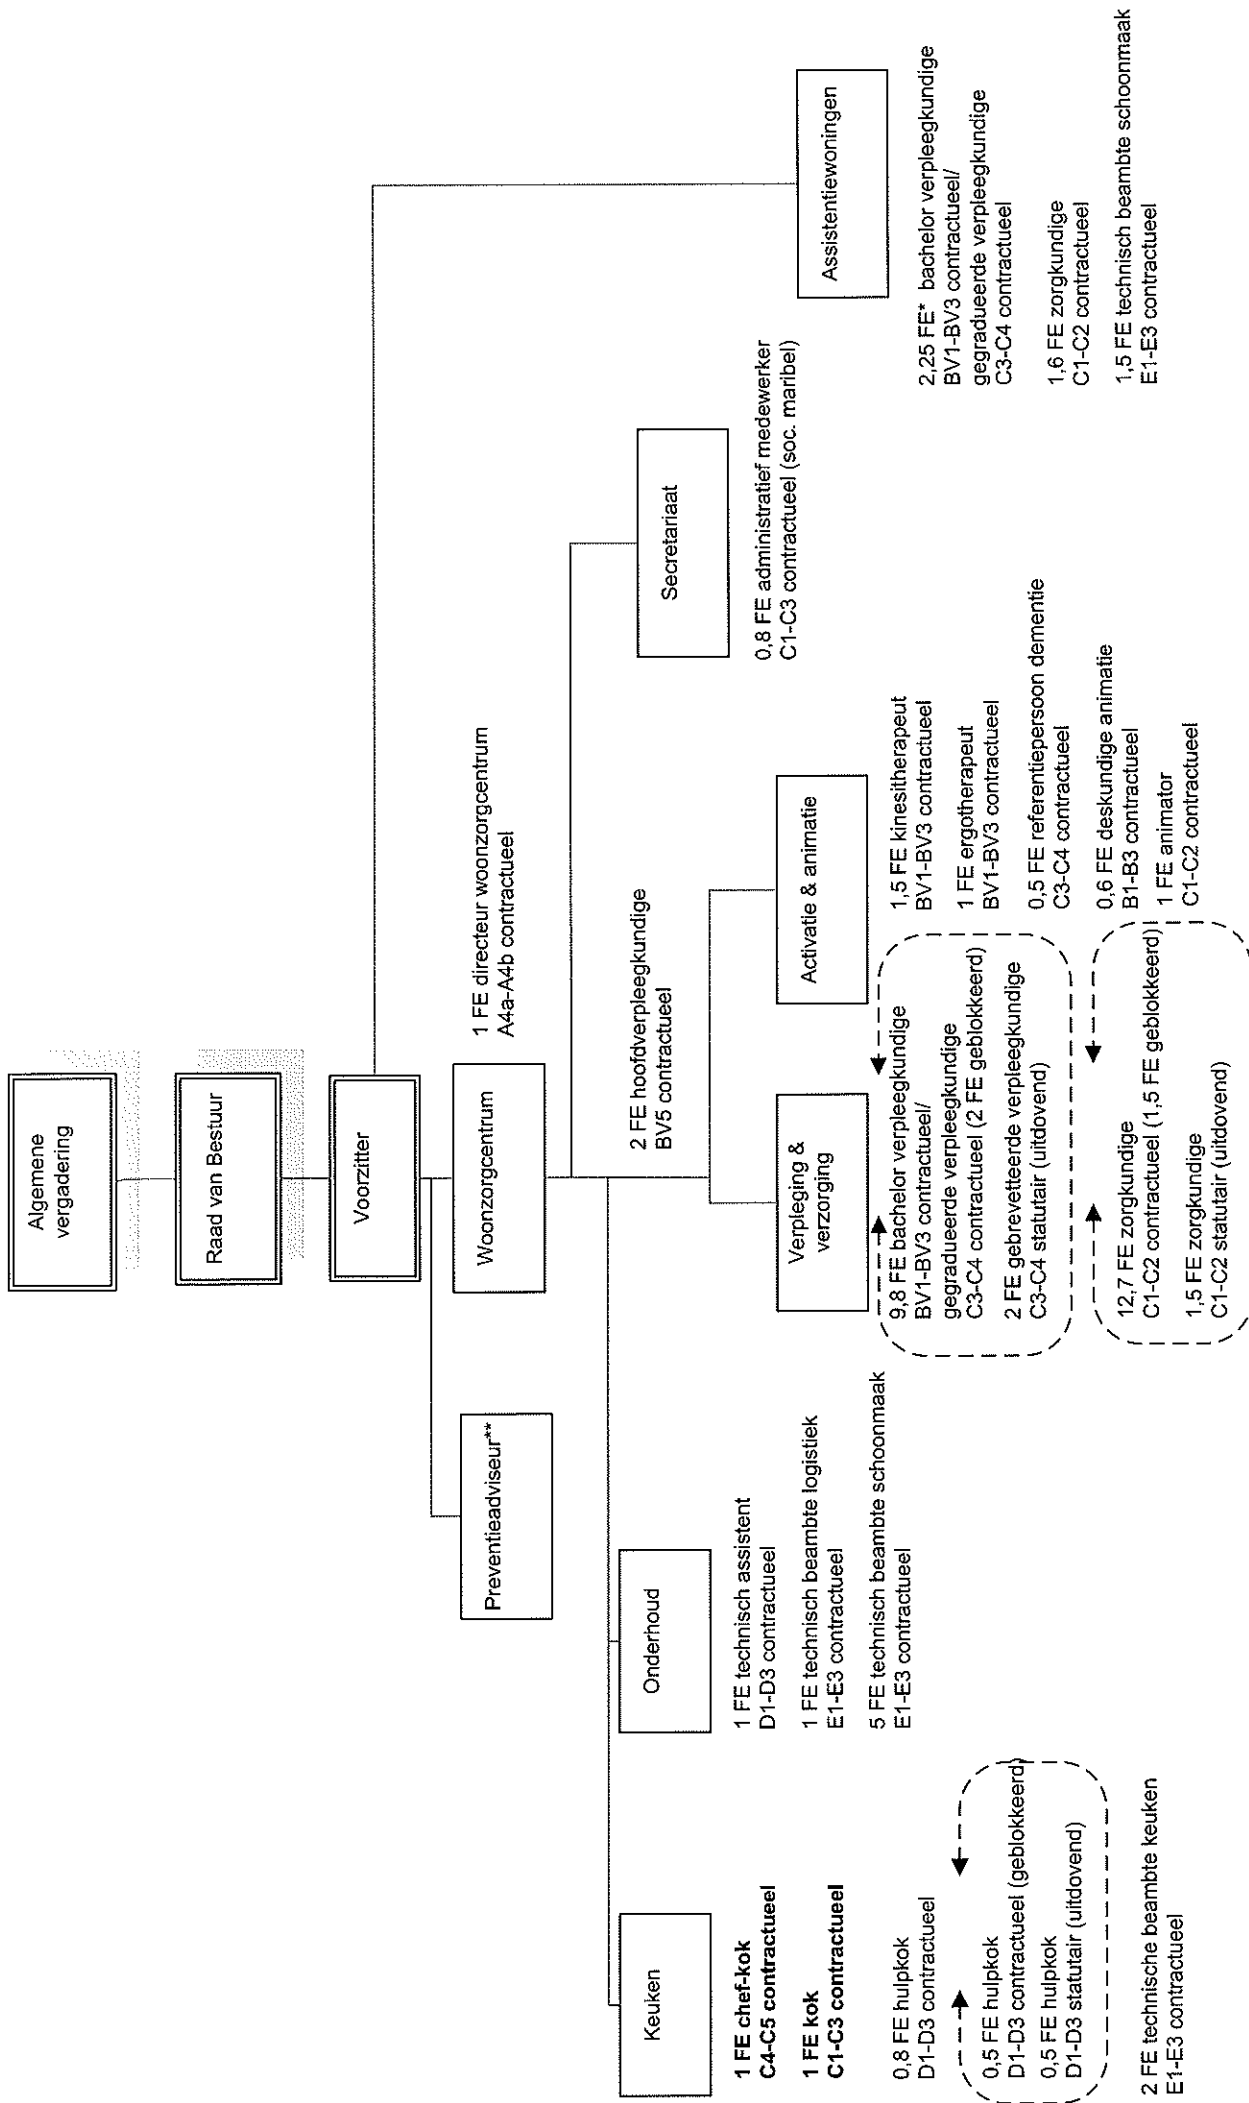 Algemene
vergadering
Raad van Bestuur
Voorzitter
Preventieadviseur**
Woonzorgcentrum
1 FE directeur woonzorgcentrum
A4a-A4b contractueel
2 FE hoofdverpleegkundige
BV5 contractueel
Keuken
1 FE chef-kok
C4-C5 contractueel
1 FE kok
C1-C3 contractueel
0,8 FE hulpkok
D1-D3 contractueel
0,5 FE hulpkok
D1-D3 contractueel (geblokkeerd)
0,5 FE hulpkok
D1-D3 statutair (uitdovend)
2 FE technische beambte keuken
E1-E3 contractueel
Onderhoud
1 FE technisch assistent
D1-D3 contractueel
1 FE technisch beambte logistiek
E1-E3 contractueel
5 FE technisch beambte schoonmaak
E1-E3 contractueel
Verpleging &
verzorging
9,8 FE bachelor verpleegkundige
BV1-BV3 contractueel/
gegradueerde verpleegkundige
C3-C4 contractueel (2 FE geblokkeerd)
2 FE gebrevetteerde verpleegkundige
C3-C4 statutair (uitdovend)
12,7 FE zorgkundige
C1-C2 contractueel (1,5 FE geblokkeerd)
1,5 FE zorgkundige
C1-C2 statutair (uitdovend)
Activatie & animatie
1,5 FE kinesitherapeut
BV1-BV3 contractueel
1 FE ergotherapeut
BV1-BV3 contractueel
0,5 FE referentiepersoon dementie
C3-C4 contractueel
0,6 FE deskundige animatie
B1-B3 contractueel
1 FE animator
C1-C2 contractueel
Secretariaat
0,8 FE administratief medewerker
C1-C3 contractueel (soc. maribel)
Assistentiewoningen
2,25 FE* bachelor verpleegkundige
BV1-BV3 contractueel/
gegradueerde verpleegkundige
C3-C4 contractueel
1,6 FE zorgkundige
C1-C2 contractueel
1,5 FE technisch beambte schoonmaak
E1-E3 contractueel